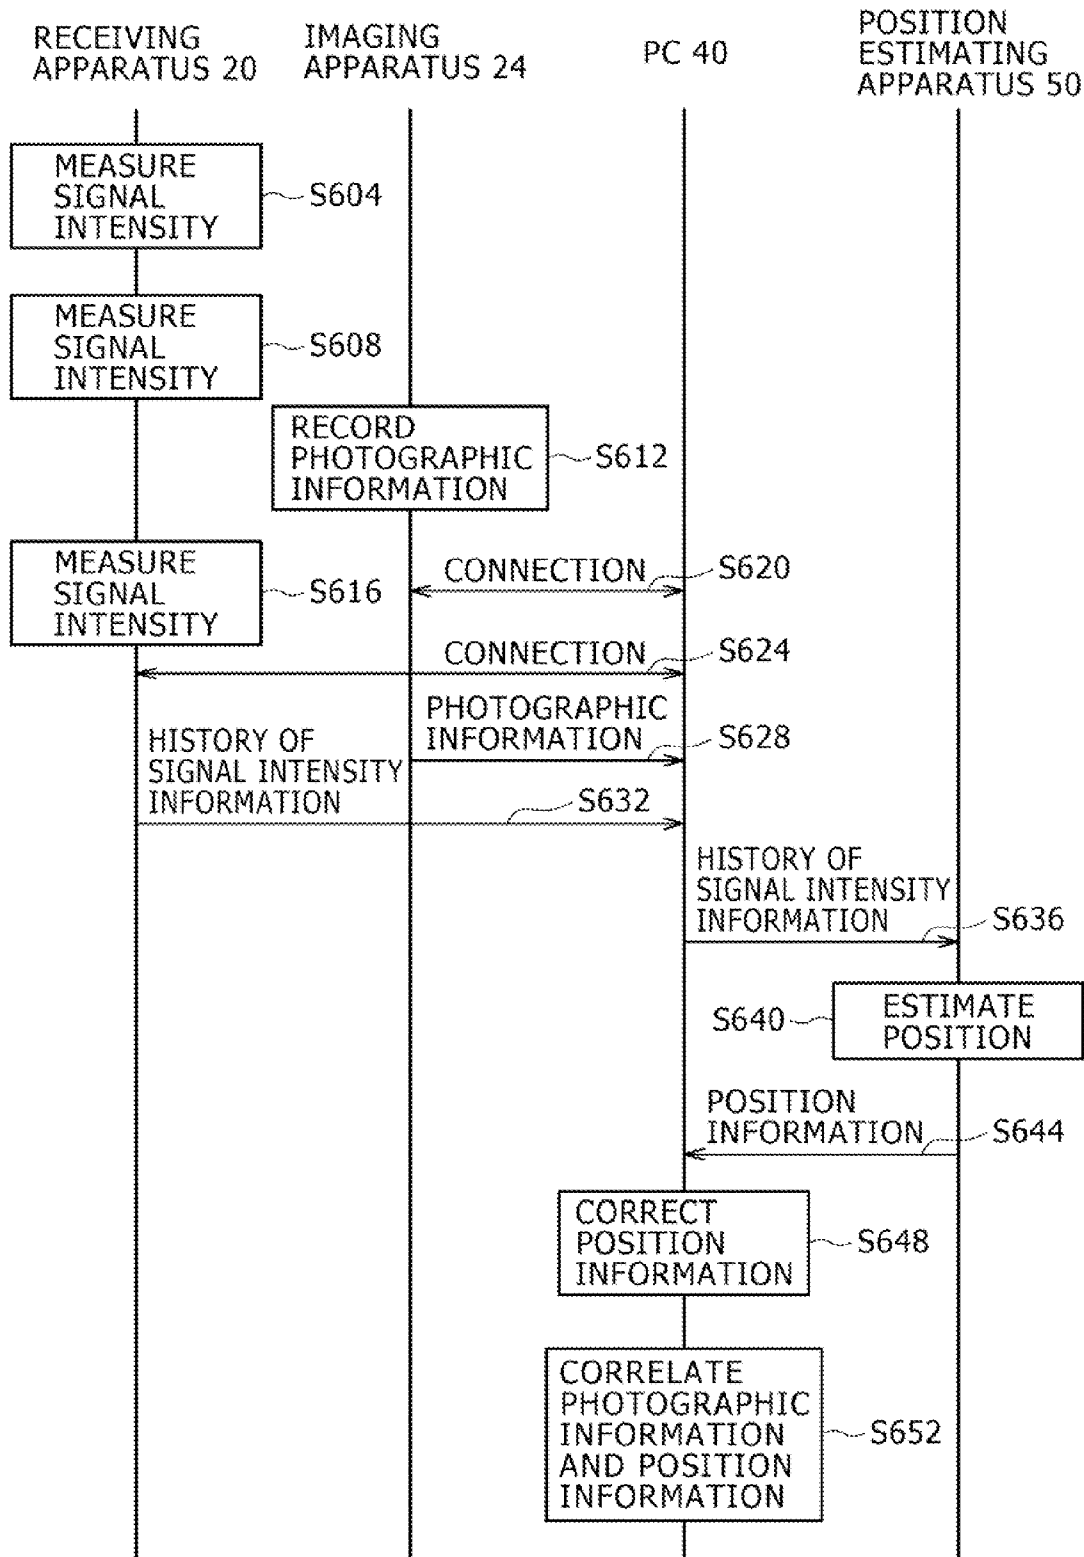 RECEIVING
APPARATUS 20
IMAGING
APPARATUS 24
PC 40
POSITION
ESTIMATING
APPARATUS 50
MEASURE
SIGNAL
INTENSITY
S604
MEASURE
SIGNAL
INTENSITY
S608
RECORD
PHOTOGRAPHIC
INFORMATION
S612
MEASURE
SIGNAL
INTENSITY
S616
CONNECTION
S620
CONNECTION
S624
PHOTOGRAPHIC
INFORMATION
S628
HISTORY OF
SIGNAL INTENSITY
INFORMATION
S632
HISTORY OF
SIGNAL INTENSITY
INFORMATION
S636
S640
ESTIMATE
POSITION
POSITION
INFORMATION
S644
CORRECT
POSITION
INFORMATION
S648
CORRELATE
PHOTOGRAPHIC
INFORMATION
AND POSITION
INFORMATION
S652